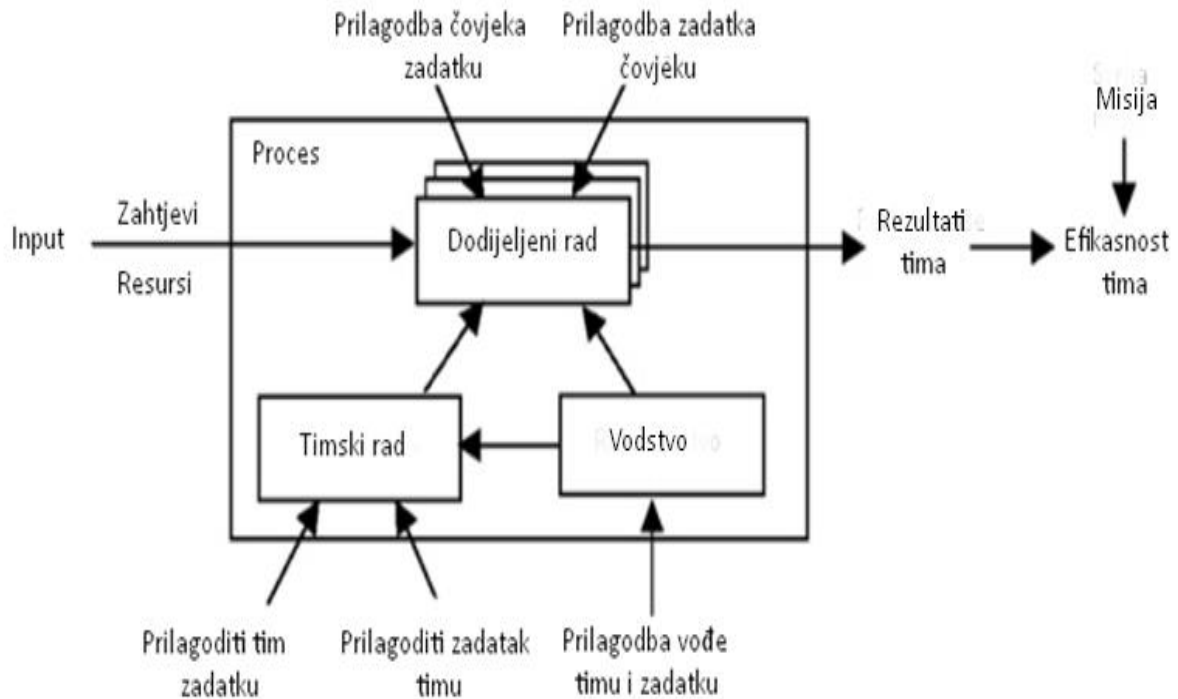 Prilagodba čovjeka
zadatku
Prilagodba zadatka
čovjeku
Misija
Proces
Zahtjevi
Input
Resursi
Dodijeljeni rad
Rezultati
tima
Efikasnost
tima
Timski rad
Vodstvo
Prilagoditi tim
zadatku
Prilagoditi zadatak
timu
Prilagodba vođe
timu i zadatku